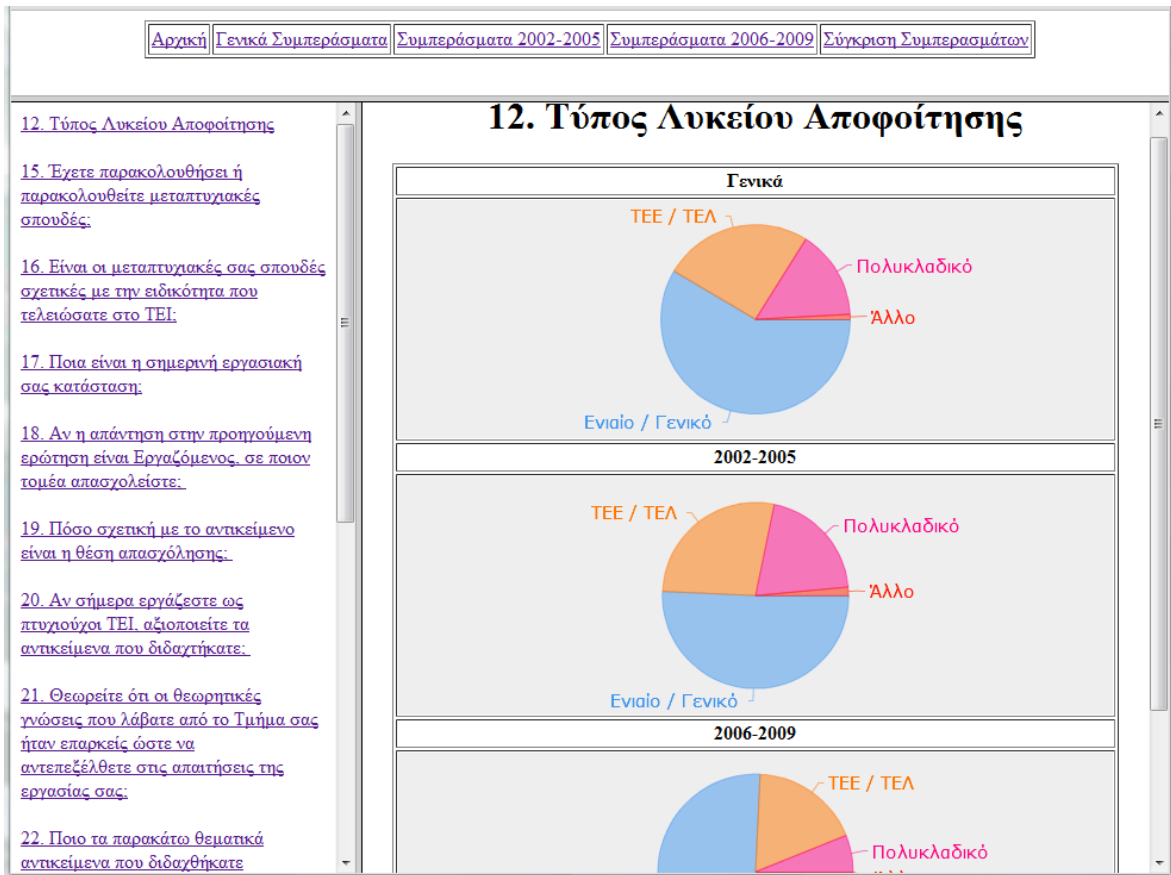 Αρχική Γενικά Συμπεράσματα Συμπεράσματα 2002-2005 Συμπεράσματα 2006-2009 Σύγκριση Συμπερασμάτων
12. Τύπος Λυκείου Αποφοίτησης
15. Έχετε παρακολουθήσει ή
παρακολουθείτε μεταπτυχιακές
σπουδές;
16. Είναι οι μεταπτυχιακές σας σπουδές
σχετικές με την ειδικότητα που
τελειώσατε στο ΤΕΙ;
17. Ποια είναι η σημερινή εργασιακή
σας κατάσταση;
18. Αν η απάντηση στην προηγούμενη
ερώτηση είναι Εργαζόμενος, σε ποιον
τομέα απασχολείστε;
19. Πόσο σχετική με το αντικείμενο
είναι η θέση απασχόλησης;
20. Αν σήμερα εργάζεστε ως
πτυχιούχοι ΤΕΙ, αξιοποιείτε τα
αντικείμενα που διδαχτήκατε;
21. Θεωρείτε ότι οι θεωρητικές
γνώσεις που λάβατε από το Τμήμα σας
ήταν επαρκείς ώστε να
αντεπεξέλθετε στις απαιτήσεις της
εργασίας σας;
22. Ποιο τα παρακάτω θεματικά
αντικείμενα που διδαχθήκατε
12. Τύπος Λυκείου Αποφοίτησης
Γενικά
ΤΕΕ / ΤΕΛ
Πολυκλαδικό
Άλλο
Ενιαίο / Γενικό
2002-2005
ΤΕΕ / ΤΕΛ
Πολυκλαδικό
Άλλο
Ενιαίο / Γενικό
2006-2009
ΤΕΕ / ΤΕΛ
Πολυκλαδικό